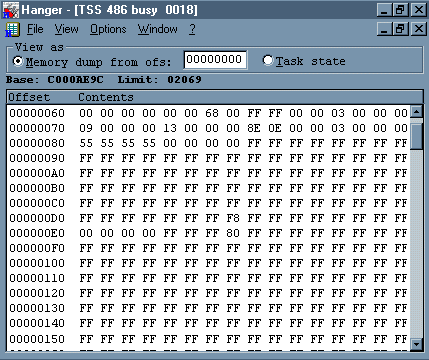 Hanger - [TSS 486 busy 0018]
File View Options Window ?
View as
Memory dump from ofs: 00000000 Task state
Base: C000AE9C Limit: 02069
Offset Contents
00000060 00 00 00 00 00 00 68 00 FF FF 00 00 03 00 00 00
00000070 09 00 00 00 13 00 00 00 8E 0E 00 00 03 00 00 00
00000080 55 55 55 55 00 00 00 00 FF FF FF FF FF FF FF FF
00000090 FF FF FF FF FF FF FF FF FF FF FF FF FF FF FF FF
000000A0 FF FF FF FF FF FF FF FF FF FF FF FF FF FF FF FF
000000B0 FF FF FF FF FF FF FF FF FF FF FF FF FF FF FF FF
000000C0 FF FF FF FF FF FF FF FF FF FF FF FF FF FF FF FF
000000D0 FF FF FF FF FF FF FF F8 FF FF FF FF FF FF FF FF
000000E0 00 00 00 00 FF FF FF 80 FF FF FF FF FF FF FF FF
000000F0 FF FF FF FF FF FF FF FF FF FF FF FF FF FF FF FF
00000100 FF FF FF FF FF FF FF FF FF FF FF FF FF FF FF FF
00000110 FF FF FF FF FF FF FF FF FF FF FF FF FF FF FF FF
00000120 FF FF FF FF FF FF FF FF FF FF FF FF FF FF FF FF
00000130 FF FF FF FF FF FF FF FF FF FF FF FF FF FF FF FF
00000140 FF FF FF FF FF FF FF FF FF FF FF FF FF FF FF FF
00000150 FF FF FF FF FF FF FF FF FF FF FF FF FF FF FF FF